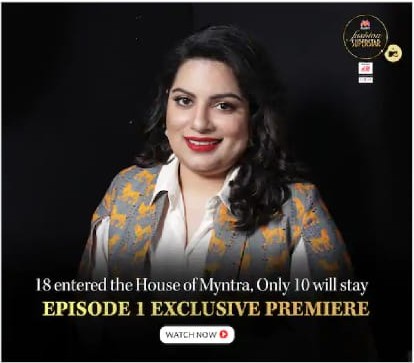 fashion
SUPERSTAR
18 entered the House of Myntra, Only 10 will stay
EPISODE 1 EXCLUSIVE PREMIERE
WATCH NOW